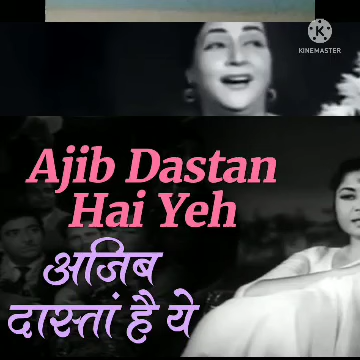 KINEMASTER
Ajib Dastan
Hai Yeh
अजिब
दास्तां है ये